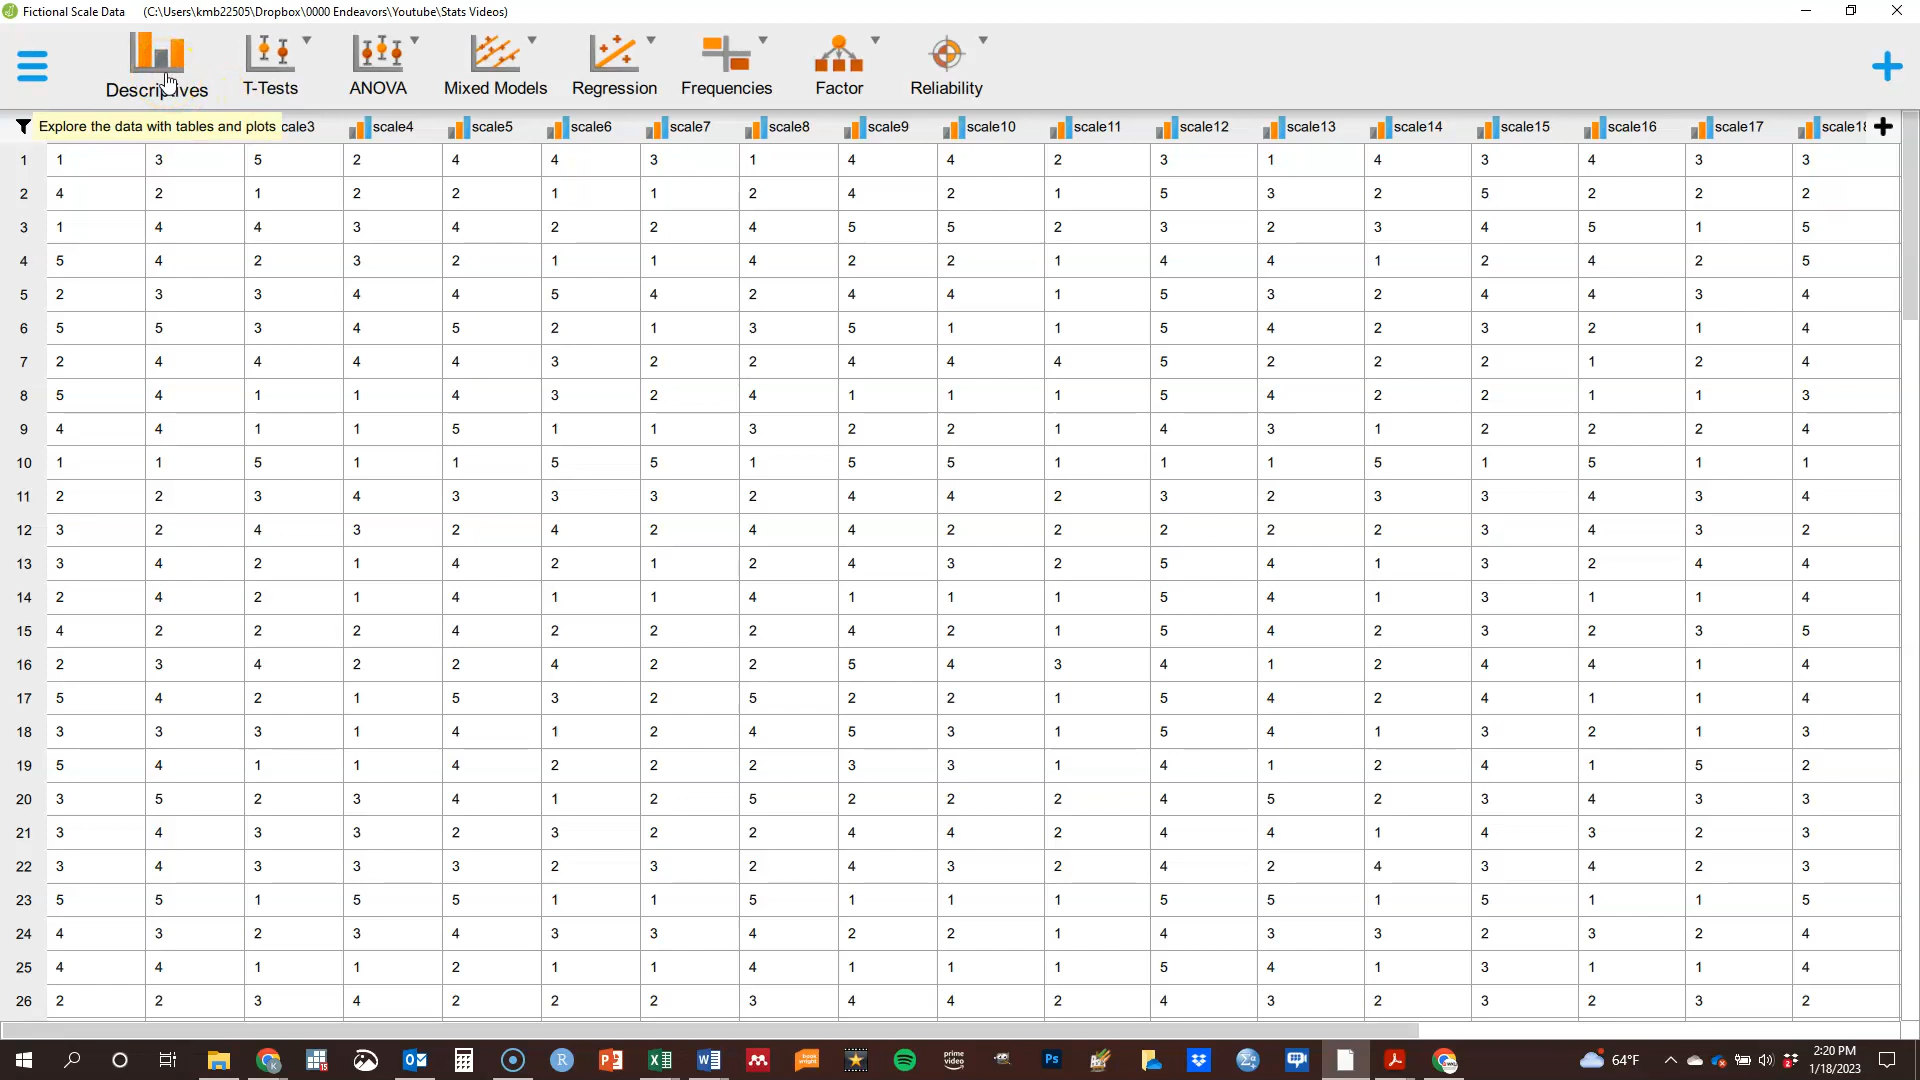 Fictional Scale Data (C:\Users\kmb22505\Dropbox\0000 Endeavors\Youtube\Stats Videos)
Descriptives T-Tests ANOVA Mixed Models Regression Frequencies Factor Reliability
Explore the data with tables and plots cale3 scale4 scale5 scale6 scale7 scale8 scale9 scale10 scale11 scale12 scale13 scale14 scale15 scale16 scale17 scale18
1 1 3 5 2 4 4 3 1 4 4 2 3 1 4 3 4 3 3
2 4 2 1 2 2 1 1 2 4 2 1 5 3 2 5 2 2 2
3 1 4 4 3 4 2 2 4 5 5 2 3 2 3 4 5 1 5
4 5 4 2 3 2 1 1 4 2 2 1 4 4 1 2 4 2 5
5 2 3 3 4 4 5 4 2 4 4 1 5 3 2 4 4 3 4
6 5 5 3 4 5 2 1 3 5 1 1 5 4 2 3 2 1 4
7 2 4 4 4 4 3 2 2 4 4 4 5 2 2 2 1 2 4
8 5 4 1 1 4 3 2 4 1 1 1 5 4 2 2 1 1 3
9 4 4 1 1 5 1 1 3 2 2 1 4 3 1 2 2 2 4
10 1 1 5 1 1 5 5 1 5 5 1 1 1 5 1 5 1 1
11 2 2 3 4 3 3 3 2 4 4 2 3 2 3 3 4 3 4
12 3 2 4 3 2 4 2 4 4 2 2 2 2 2 3 4 3 2
13 3 4 2 1 4 2 1 2 4 3 2 5 4 1 3 2 4 4
14 2 4 2 1 4 1 1 4 1 1 1 5 4 1 3 1 1 4
15 4 2 2 2 4 2 2 2 4 2 1 5 4 2 3 2 3 5
16 2 3 4 2 2 4 2 2 5 4 3 4 1 2 4 4 1 4
17 5 4 2 1 5 3 2 5 2 2 1 5 4 2 4 1 1 4
18 3 3 3 1 4 1 2 4 5 3 1 5 4 1 3 2 1 3
19 5 4 1 1 4 2 2 2 3 3 1 4 1 2 4 1 5 2
20 3 5 2 3 4 1 2 5 2 2 2 4 5 2 3 4 3 3
21 3 4 3 3 2 3 2 2 4 4 2 4 4 1 4 3 2 3
22 3 4 3 3 3 2 3 2 4 3 2 4 2 4 3 4 2 3
23 5 5 1 5 5 1 1 5 1 1 1 5 5 1 5 1 1 5
24 4 3 2 3 4 3 3 4 2 2 1 4 3 3 2 3 2 4
25 4 4 1 1 2 1 1 4 1 1 1 5 4 1 3 1 1 4
26 2 2 3 4 2 2 2 3 4 4 2 4 3 2 3 2 3 2
64°F 2:20 PM
1/18/2023